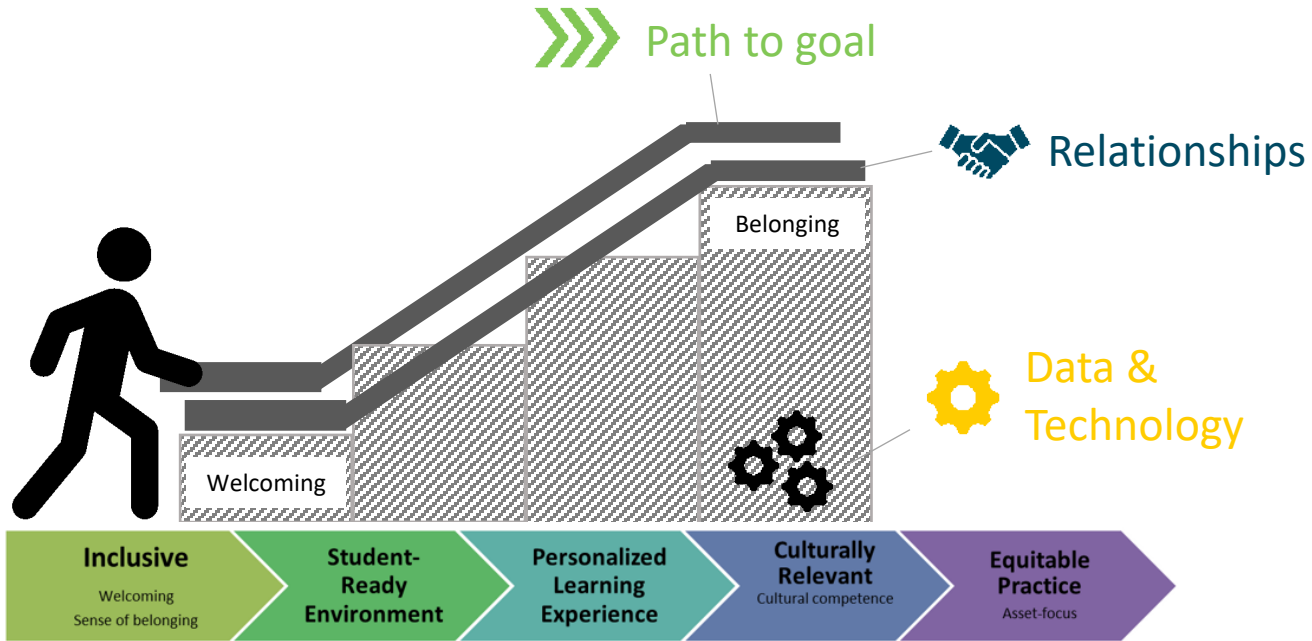 Path to goal
Relationships
Belonging
Data &
Technology
Welcoming
Inclusive
Welcoming
Sense of belonging
Student-
Ready
Environment
Personalized
Learning
Experience
Culturally
Relevant
Cultural competence
Equitable
Practice
Asset-focus